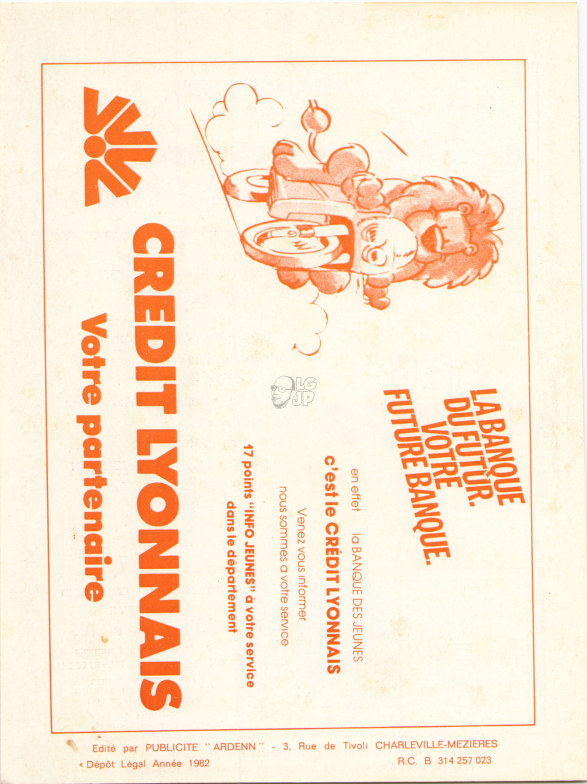 LA BANQUE
DU FUTUR.
VOTRE
FUTURE BANQUE.
en effet la BANQUE DES JEUNES
c'est le CRÉDIT LYONNAIS
Venez vous informer
nous sommes a votre service
17 points "INFO JEUNES" à votre service
dans le département
CREDIT LYONNAIS
Votre partenaire
LG
JP
Edité par PUBLICITE "ARDENN" - 3, Rue de Tivoli CHARLEVILLE-MEZIERES
Dépôt Légal Année 1982 R.C. B 314 257 023